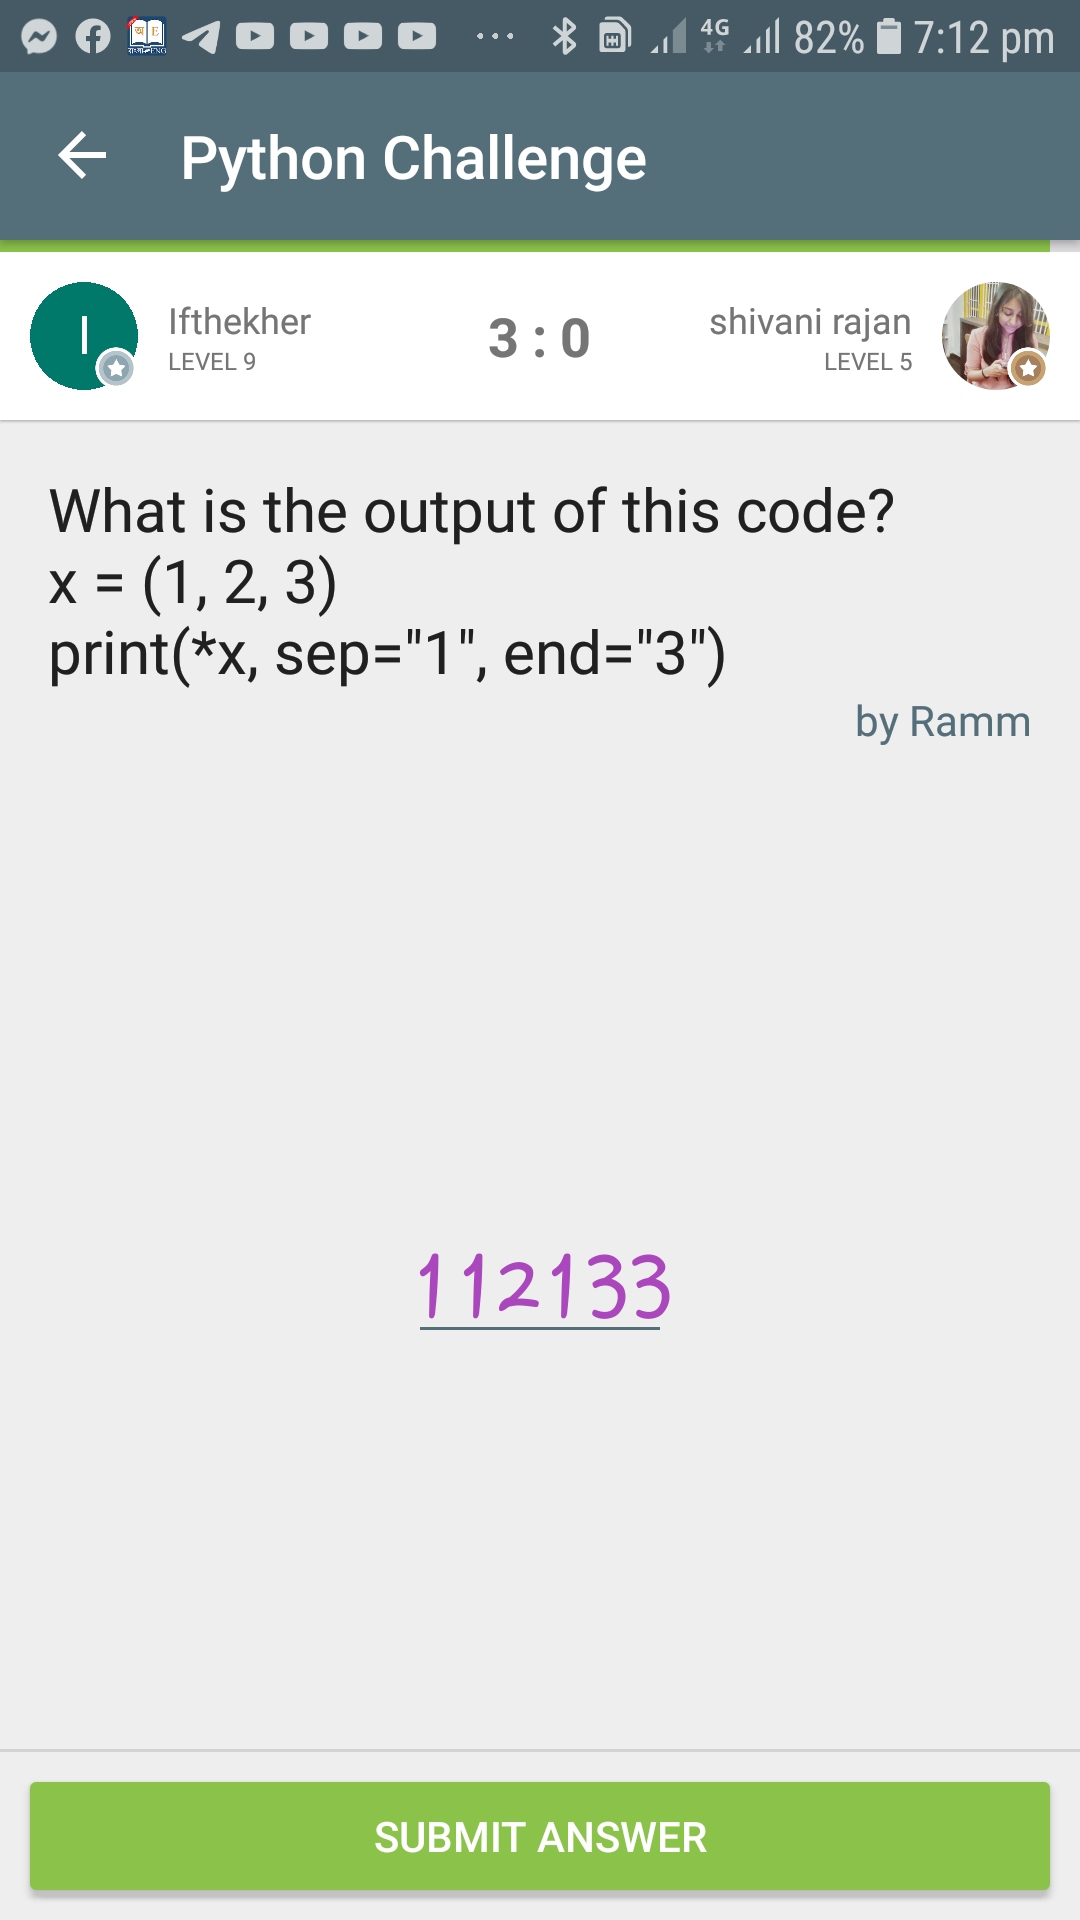 4G 82% 7:12 pm
Python Challenge
I
Ifthekher
LEVEL 9
3 : 0
shivani rajan
LEVEL 5
What is the output of this code?
x = (1, 2, 3)
print(*x, sep="1", end="3")
by Ramm
112133
SUBMIT ANSWER